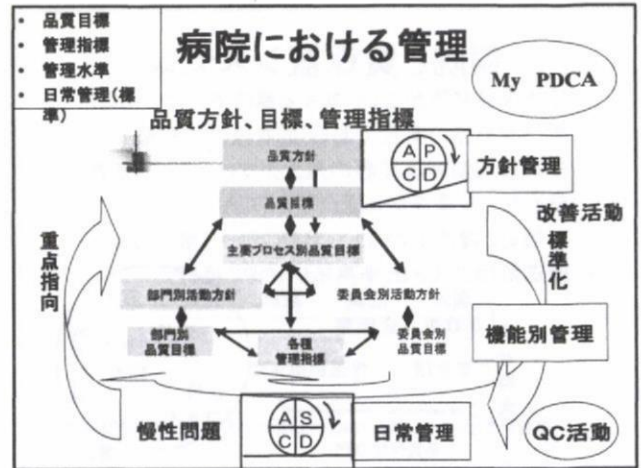 • 品質目標
• 管理指標
• 管理水準
• 日常管理(標
準)
病院における管理
My PDCA
品質方針、目標、管理指標
品質方針
A P
C D
方針管理
品質目標
改善活動
標準化
重点指向
主要プロセス別品質目標
部門別活動方針
委員会別活動方針
機能別管理
部門別
品質目標
各種
管理指標
委員会別
品質目標
慢性問題
A S
C D
日常管理
QC活動